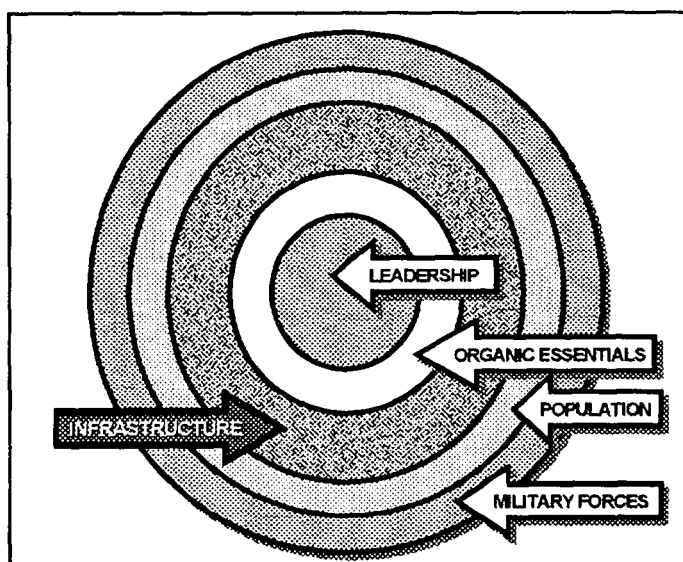 LEADERSHIP
ORGANIC ESSENTIALS
POPULATION
INFRASTRUCTURE
MILITARY FORCES